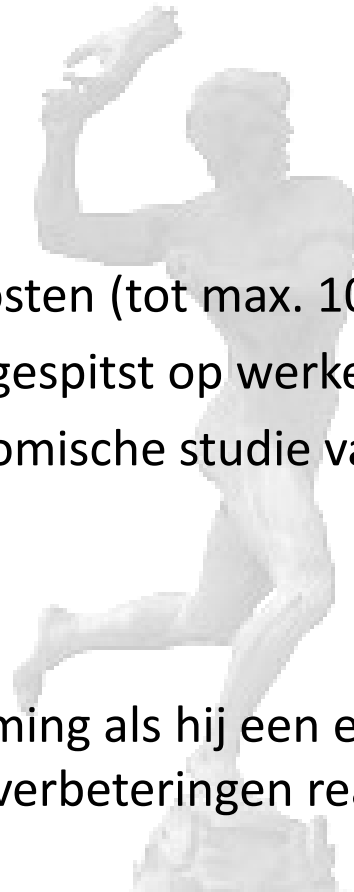 osten (tot max. 10
gespitst op werke
omische studie va
ming als hij een e
verbeteringen rea